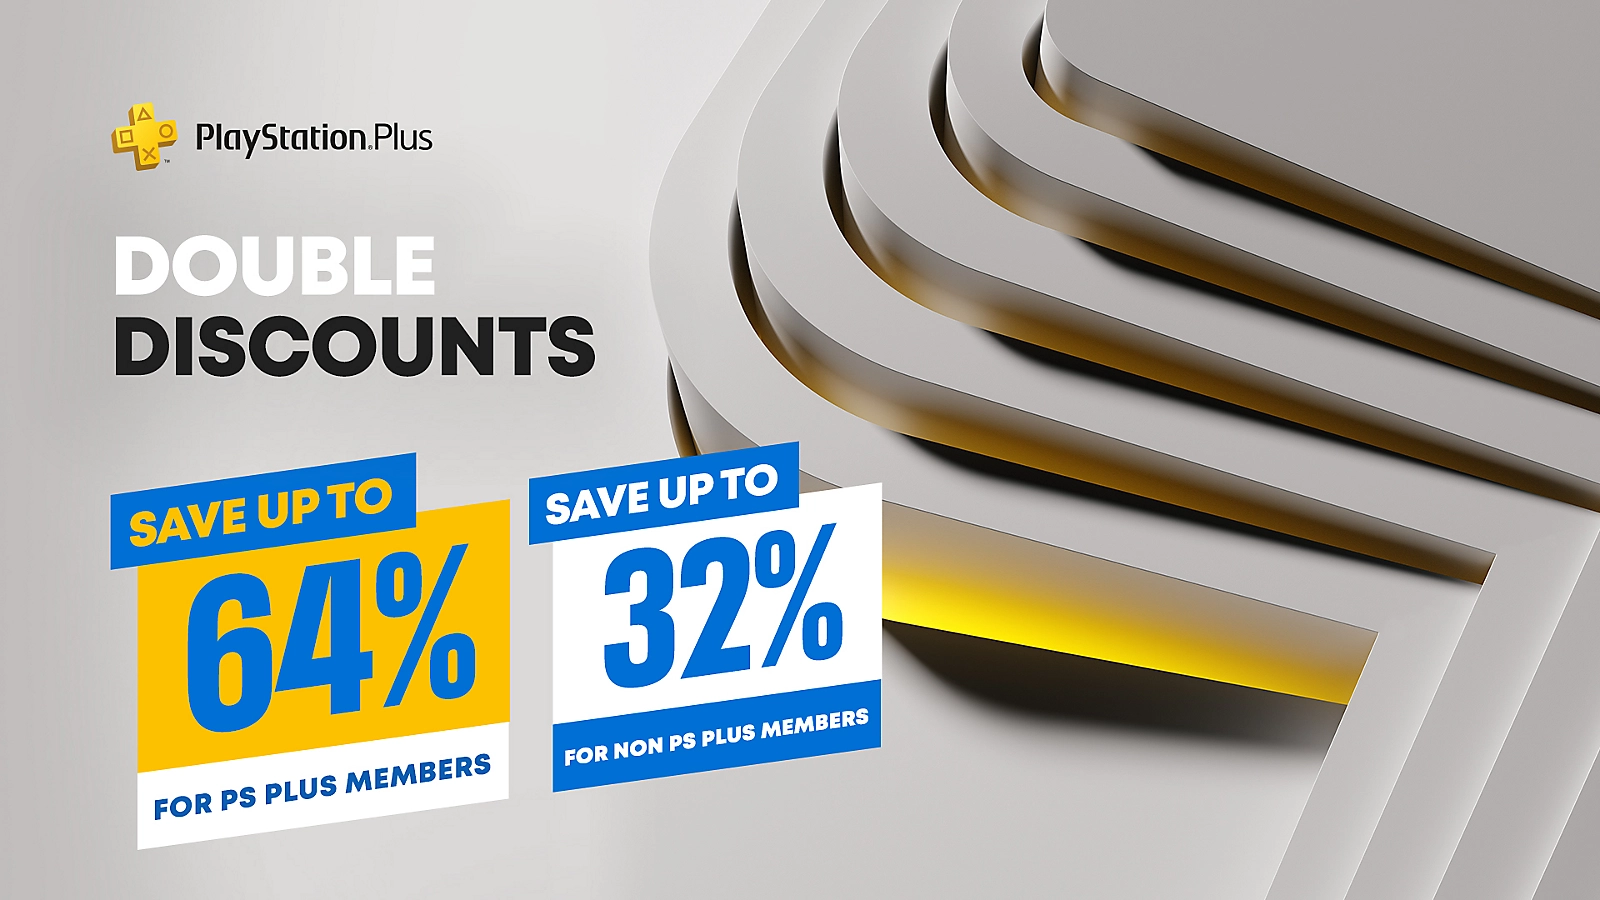 PlayStation.Plus
DOUBLE
DISCOUNTS
SAVE UP TO
64%
FOR PS PLUS MEMBERS
SAVE UP TO
32%
FOR NON PS PLUS MEMBERS